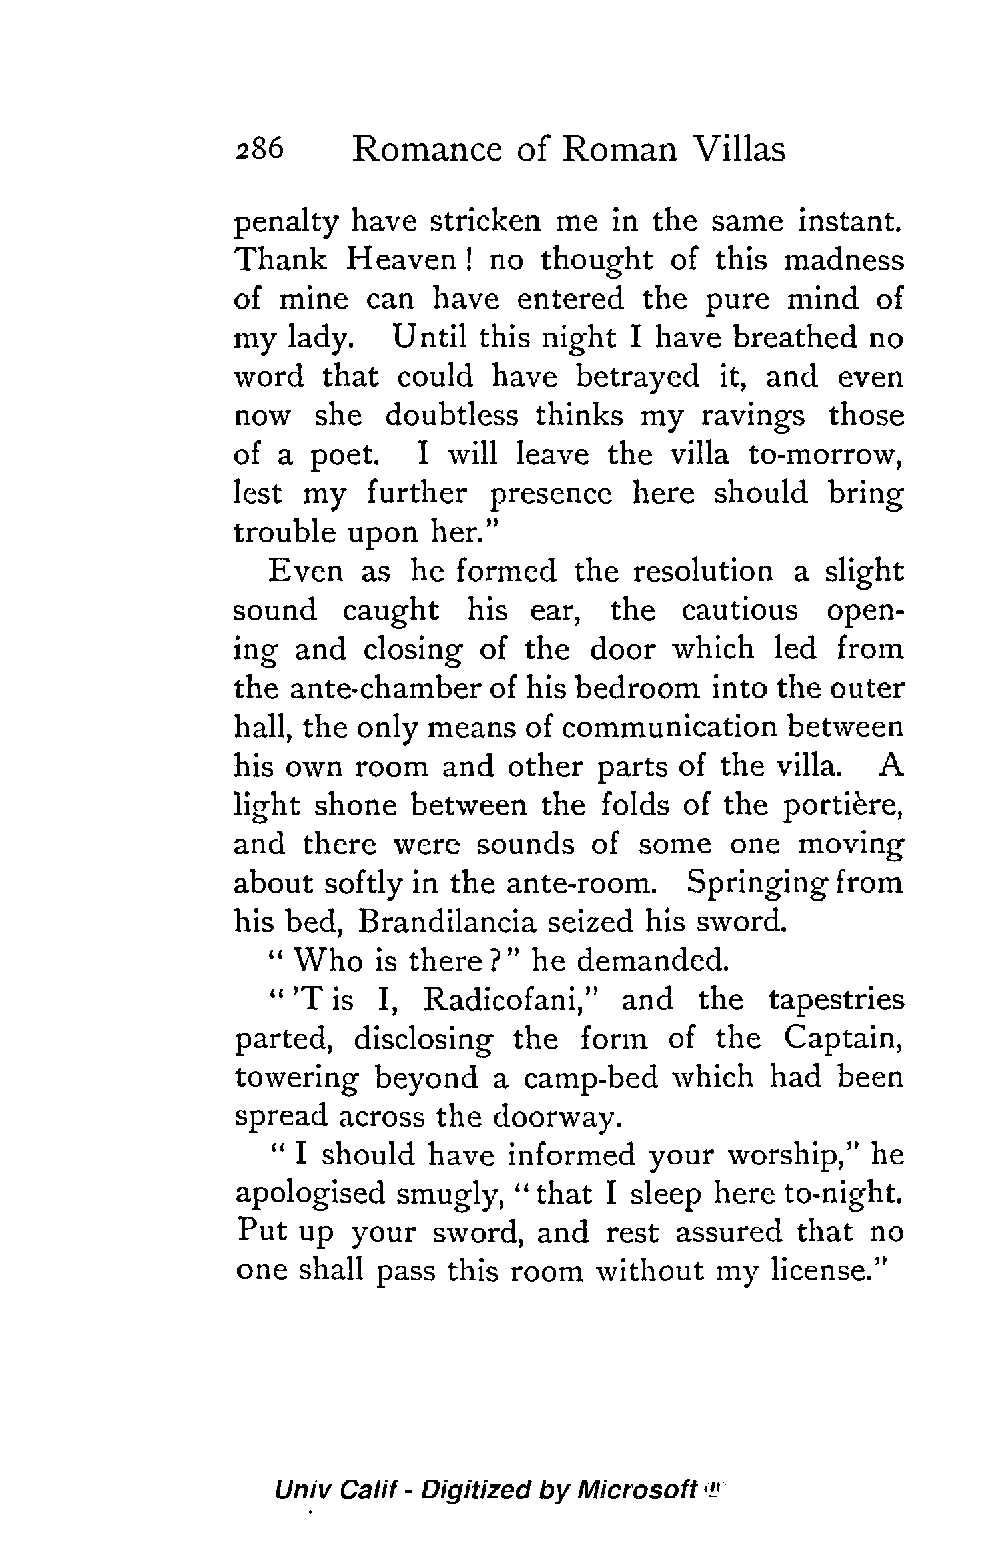 286 Romance of Roman Villas
penalty have stricken me in the same instant.
Thank Heaven! no thought of this madness
of mine can have entered the pure mind of
my lady. Until this night I have breathed no
word that could have betrayed it, and even
now she doubtless thinks my ravings those
of a poet. I will leave the villa to-morrow,
lest my further presence here should bring
trouble upon her."
Even as he formed the resolution a slight
sound caught his ear, the cautious open-
ing and closing of the door which led from
the ante-chamber of his bedroom into the outer
hall, the only means of communication between
his own room and other parts of the villa. A
light shone between the folds of the portière,
and there were sounds of some one moving
about softly in the ante-room. Springing from
his bed, Brandilancia seized his sword.
"Who is there?" he demanded.
"'T is I, Radicofani," and the tapestries
parted, disclosing the form of the Captain,
towering beyond a camp-bed which had been
spread across the doorway.
"I should have informed your worship," he
apologised smugly, "that I sleep here to-night.
Put up your sword, and rest assured that no
one shall pass this room without my license."
Univ Calif - Digitized by Microsoft